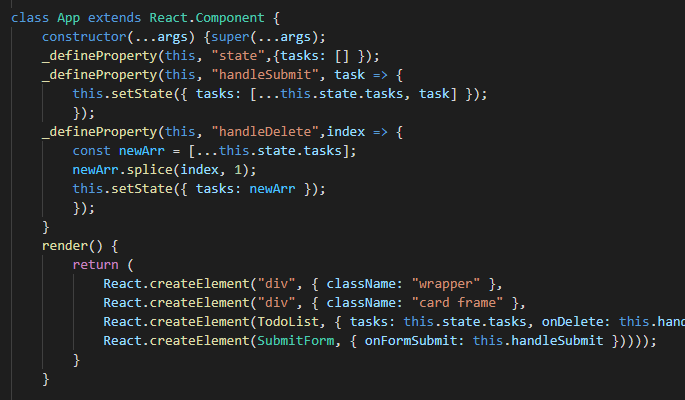 class App extends React.Component {
constructor(...args) {super(...args);
_defineProperty(this, "state",{tasks: [] });
_defineProperty(this, "handleSubmit", task => {
this.setState({ tasks: [...this.state.tasks, task] });
});
_defineProperty(this, "handleDelete",index => {
const newArr = [...this.state.tasks];
newArr.splice(index, 1);
this.setState({ tasks: newArr });
});
}
render() {
return (
React.createElement("div", { className: "wrapper" },
React.createElement("div", { className: "card frame" },
React.createElement(TodoList, { tasks: this.state.tasks, onDelete: this.hand
React.createElement(SubmitForm, { onFormSubmit: this.handleSubmit }))));
}
}